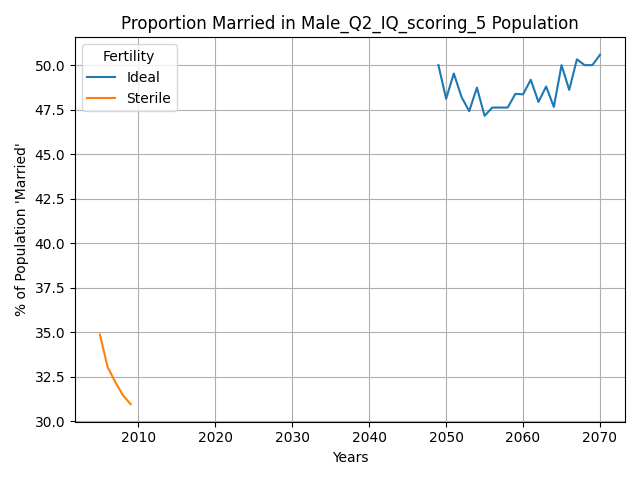 Proportion Married in Male_Q2_IQ_scoring_5 Population
Fertility
Ideal
Sterile
% of Population 'Married'
50.0
47.5
45.0
42.5
40.0
37.5
35.0
32.5
30.0
2010 2020 2030 2040 2050 2060 2070
Years